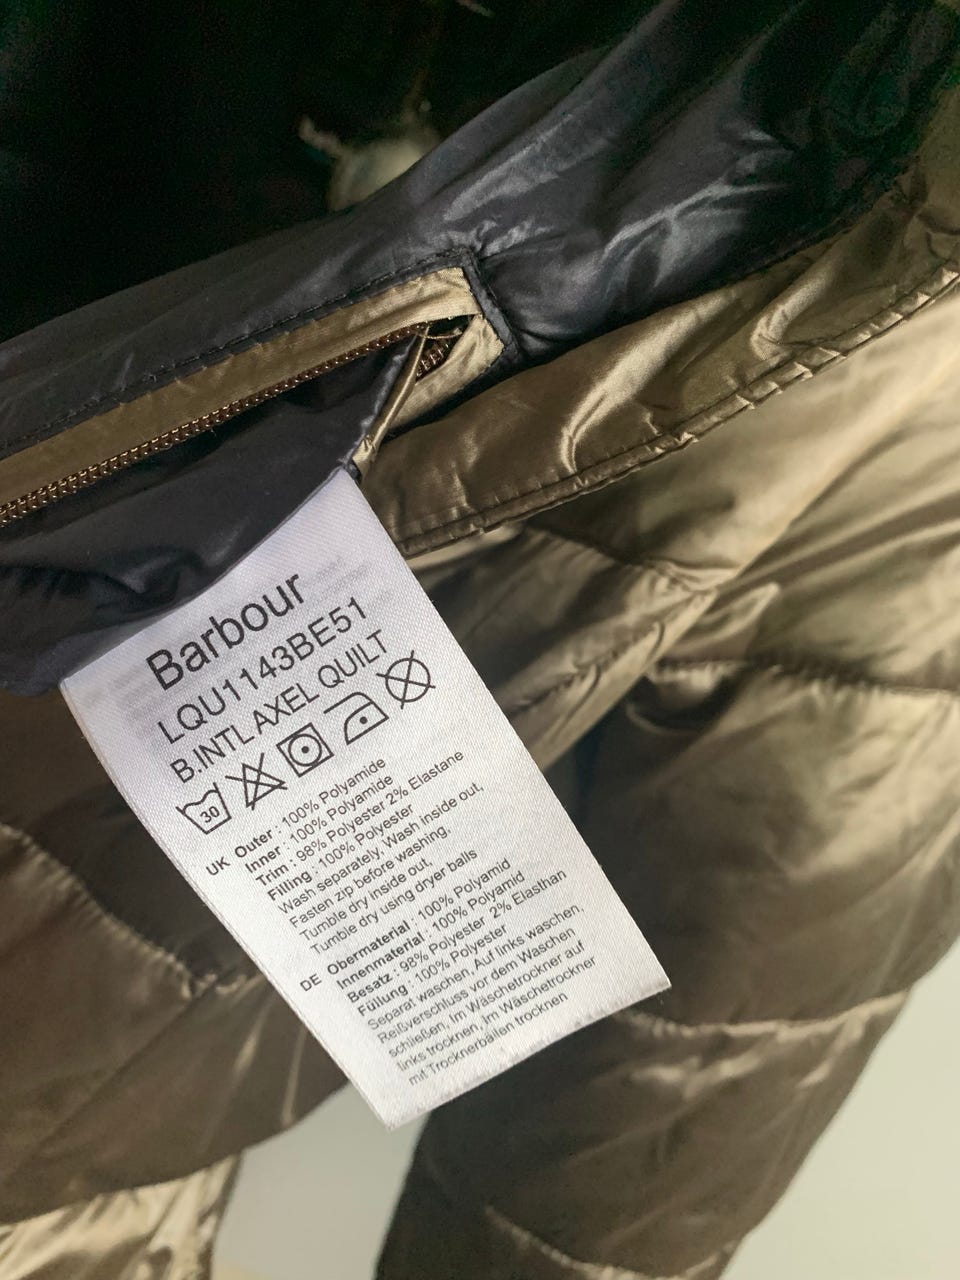 Barbour
LQU1143BE51
B.INTL AXEL QUILT
30
UK Outer : 100% Polyamide
Inner : 100% Polyamide
Trim : 98% Polyester 2% Elastane
Filling : 100% Polyester
Wash separately, Wash inside out,
Fasten zip before washing,
Tumble dry inside out,
Tumble dry using dryer balls
DE Obermaterial : 100% Polyamid
Innenmaterial : 100% Polyamid
Besatz : 98% Polyester 2% Elasthan
Füllung : 100% Polyester
Separat waschen, Auf links waschen,
Reißverschluss vor dem Waschen
schließen, Im Wäschetrockner auf
links trocknen, Im Wäschetrockner
mit Trocknerbällen trocknen